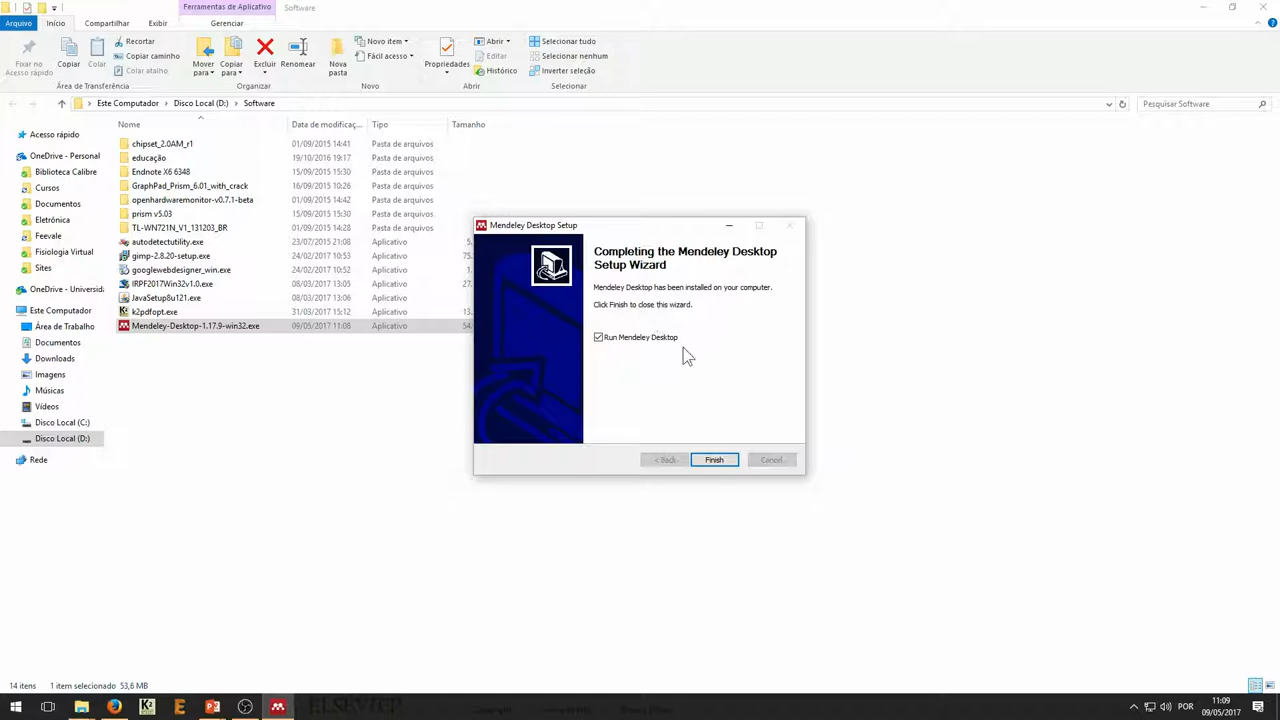 Ferramentas de Aplicativo
Software
Arquivo
Início
Compartilhar
Exibir
Gerenciar
Fixar no Acesso rápido
Copiar
Colar
Recortar
Copiar caminho
Colar atalho
Área de Transferência
Mover para
Copiar para
Excluir
Renomear
Organizar
Nova pasta
Novo item
Fácil acesso
Novo
Propriedades
Abrir
Editar
Histórico
Abrir
Selecionar tudo
Selecionar nenhum
Inverter seleção
Selecionar
Este Computador
Disco Local (D:)
Software
Pesquisar Software
Nome
Data de modificaç...
Tipo
Tamanho
Acesso rápido
OneDrive - Personal
Biblioteca Calibre
Cursos
Documentos
Eletrónica
Feevale
Fisiologia Virtual
Sites
OneDrive - Universid
Este Computador
Área de Trabalho
Documentos
Downloads
Imagens
Músicas
Vídeos
Disco Local (C:)
Disco Local (D:)
Rede
chipset_2.0AM_r1 01/09/2015 14:41 Pasta de arquivos
educação 19/10/2016 19:17 Pasta de arquivos
Endnote X6 6348 15/09/2015 15:30 Pasta de arquivos
GraphPad_Prism_6.01_with_crack 16/09/2015 10:26 Pasta de arquivos
openhardwaremonitor-v0.7.1-beta 01/09/2015 14:42 Pasta de arquivos
prism v5.03 15/09/2015 15:30 Pasta de arquivos
TL-WN721N_V1_131203_BR 01/09/2015 14:28 Pasta de arquivos
autodetectutility.exe 23/07/2015 21:08 Aplicativo 5.
gimp-2.8.20-setup.exe 24/02/2017 10:53 Aplicativo 75.
googlewebdesigner_win.exe 24/02/2017 10:52 Aplicativo 1.
IRPF2017Win32v1.0.exe 08/03/2017 13:05 Aplicativo 27.
JavaSetup8u121.exe 08/03/2017 13:06 Aplicativo
k2pdfopt.exe 31/03/2017 15:12 Aplicativo 13.
Mendeley-Desktop-1.17.9-win32.exe 09/05/2017 11:08 Aplicativo 54.
Mendeley Desktop Setup
Completing the Mendeley Desktop
Setup Wizard
Mendeley Desktop has been installed on your computer.
Click Finish to close this wizard.
Run Mendeley Desktop
< Back
Finish
Cancel
14 itens 1 item selecionado 53,6 MB
ELSEVIER
POR
11:09
09/05/2017